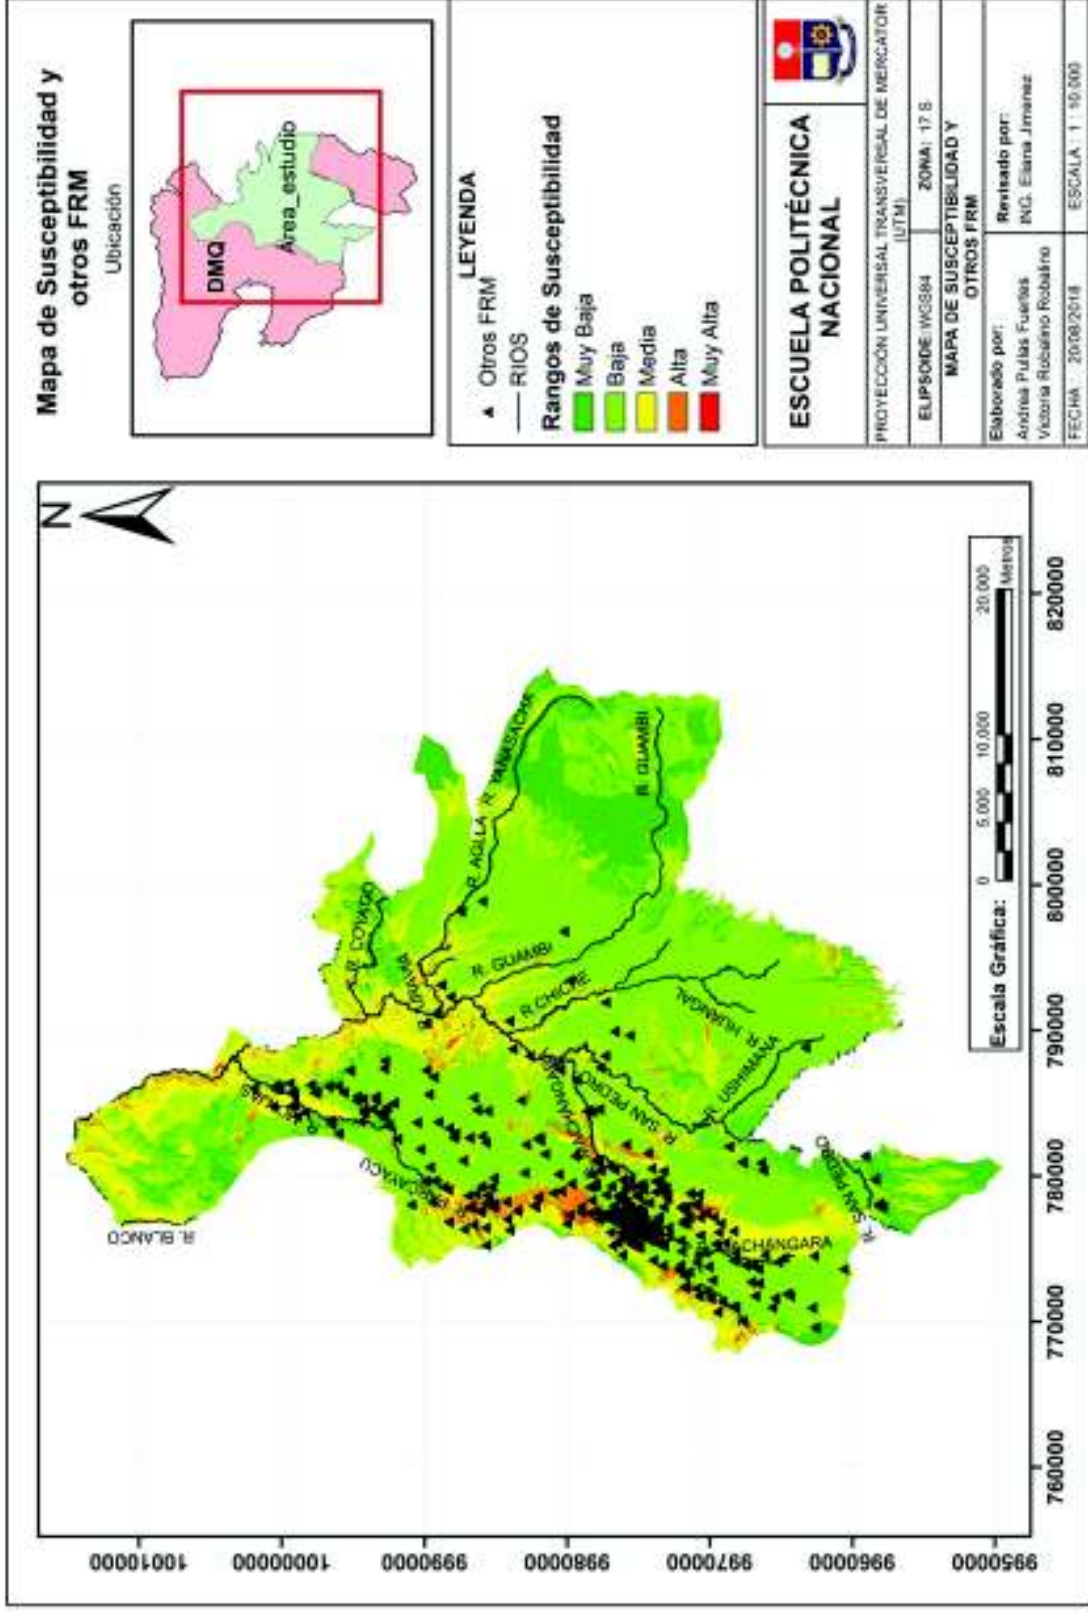 Mapa de Susceptibilidad y
otros FRM
Ubicación
DMQ
Area_estudio
LEYENDA
Otros FRM
RIOS
Rangos de Susceptibilidad
Muy Baja
Baja
Media
Alta
Muy Alta
ESCUELA POLITÉCNICA
NACIONAL
PROYECCIÓN UNIVERSAL TRANSVERSAL DE MERCATOR
(UTM)
ELIPSOIDE: WGS84
ZONA: 17 S
MAPA DE SUSCEPTIBILIDAD Y
OTROS FRM
Elaborado por:
Andrea Pullas Fuertes
Victoria Robalino Robalino
Revisado por:
ING. Eliana Jimenez
FECHA: 20/08/2018
ESCALA : 1 : 10.000
N
R. BLANCO
R. COYAGO
R. AGLLA
R. YANASACHA
R. GUAMBI
R. GUAMBI
R. CHICHE
R. HUANGAL
R. USHIMANA
R. SAN PEDRO
R. SAN PEDRO
Escala Gráfica:
0 5.000 10.000 20.000
Metros
760000 770000 780000 790000 800000 810000 820000
10010000
10000000
9990000
9980000
9970000
9960000
9950000